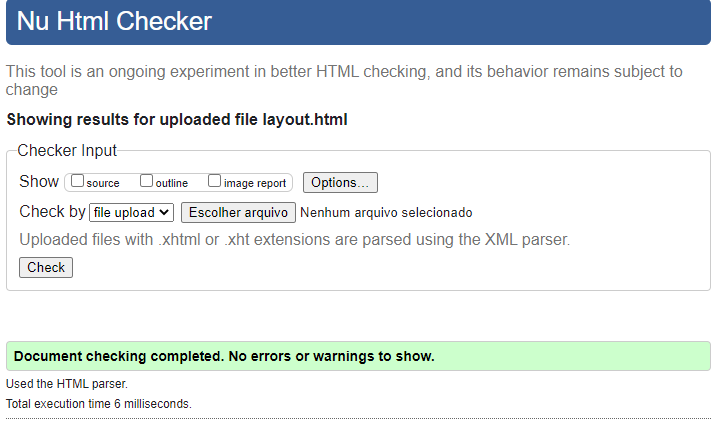 Nu Html Checker
This tool is an ongoing experiment in better HTML checking, and its behavior remains subject to
change
Showing results for uploaded file layout.html
Checker Input
Show source outline image report Options...
Check by file upload Escolher arquivo Nenhum arquivo selecionado
Uploaded files with .xhtml or .xht extensions are parsed using the XML parser.
Check
Document checking completed. No errors or warnings to show.
Used the HTML parser.
Total execution time 6 milliseconds.